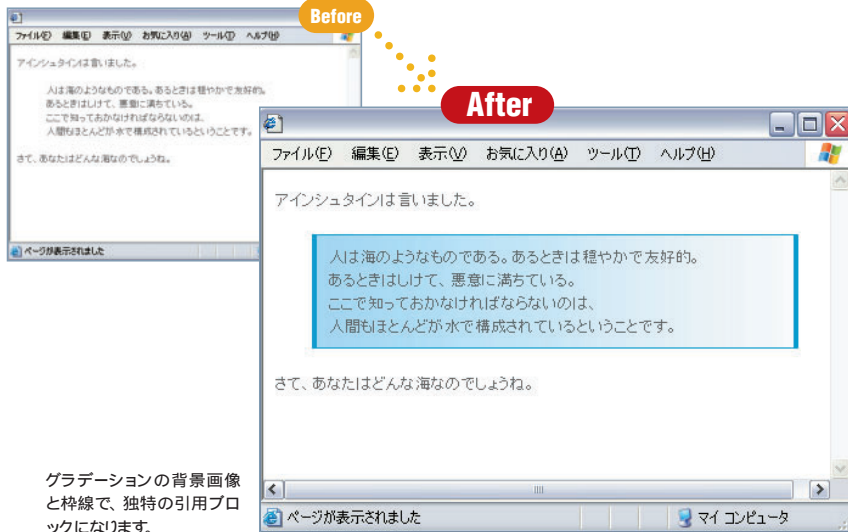 Before
ファイル(F) 編集(E) 表示(V) お気に入り(A) ツール(T) ヘルプ(H)
アインシュタインは言いました。
人は海のようなものである。あるときは穏やかで友好的。
あるときはしけて、悪意に満ちている。
ここで知っておかなければならないのは、
人間もほとんどが水で構成されているということです。
さて、あなたはどんな海なのでしょうね。
ページが表示されました
After
ファイル(F) 編集(E) 表示(V) お気に入り(A) ツール(T) ヘルプ(H)
アインシュタインは言いました。
人は海のようなものである。あるときは穏やかで友好的。
あるときはしけて、悪意に満ちている。
ここで知っておかなければならないのは、
人間もほとんどが水で構成されているということです。
さて、あなたはどんな海なのでしょうね。
ページが表示されました
マイ コンピュータ
グラデーションの背景画像
と枠線で、独特の引用ブロ
ックになります。